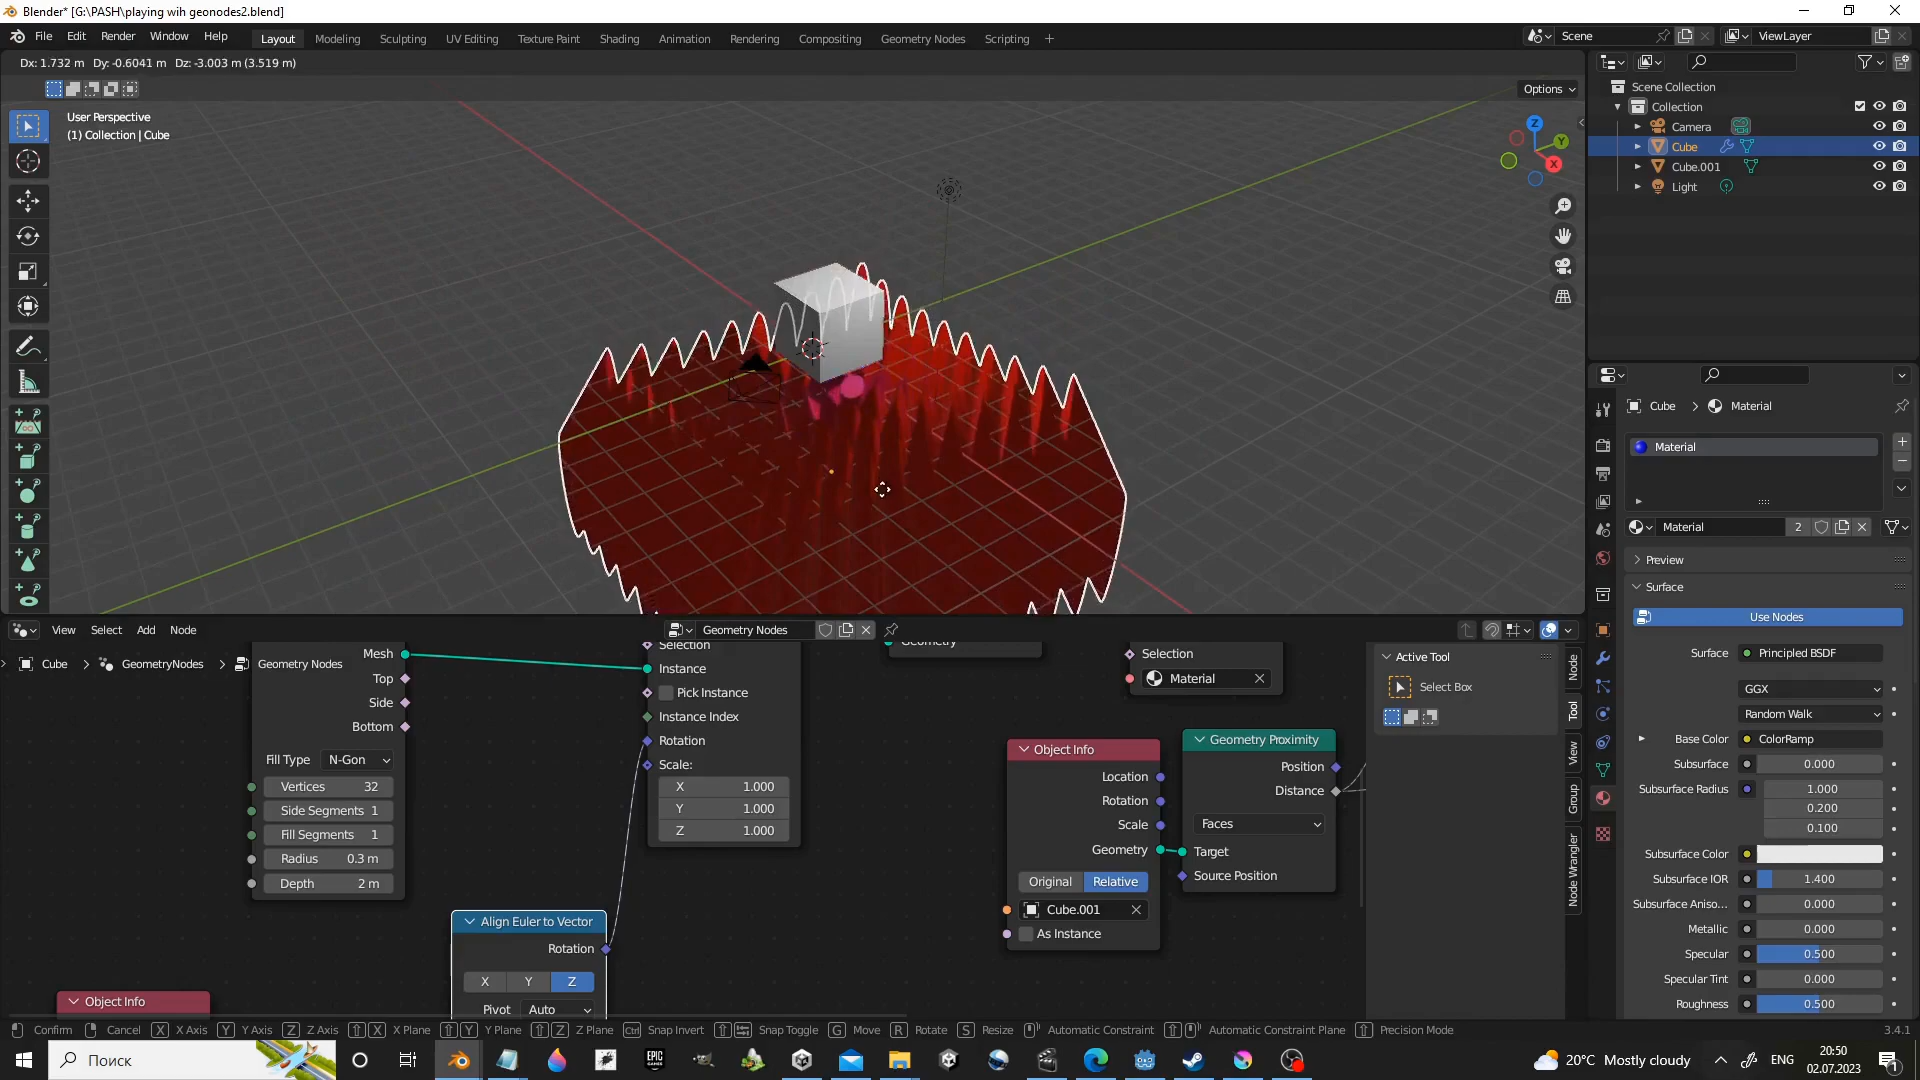 Blender* [G:\PASH\playing wih geonodes2.blend]
File Edit Render Window Help Layout Modeling Sculpting UV Editing Texture Paint Shading Animation Rendering Compositing Geometry Nodes Scripting + Scene ViewLayer
Dx: 1.732 m Dy: -0.6041 m Dz: -3.003 m (3.519 m)
Options
User Perspective
(1) Collection | Cube
Z
Y
X
Scene Collection
Collection
Camera
Cube
Cube.001
Light
Cube > Material
Material
Material 2
Preview
Surface
Use Nodes
Surface Principled BSDF
GGX
Random Walk
Base Color ColorRamp
Subsurface 0.000
Subsurface Radius 1.000
0.200
0.100
Subsurface Color
Subsurface IOR 1.400
Subsurface Aniso... 0.000
Metallic 0.000
Specular 0.500
Specular Tint 0.000
Roughness 0.500
View Select Add Node Geometry Nodes
Cube > GeometryNodes > Geometry Nodes
Mesh
Top
Side
Bottom
Fill Type N-Gon
Vertices 32
Side Segments 1
Fill Segments 1
Radius 0.3 m
Depth 2 m
Selection
Instance
Pick Instance
Instance Index
Rotation
Scale:
X 1.000
Y 1.000
Z 1.000
Geometry
Selection
Material
Align Euler to Vector
Rotation
X Y Z
Pivot Auto
Object Info
Object Info
Location
Rotation
Scale
Geometry
Original Relative
Cube.001
As Instance
Geometry Proximity
Position
Distance
Faces
Target
Source Position
Active Tool
Select Box
Node
Tool
View
Group
Node Wrangler
Confirm Cancel X X Axis Y Y Axis Z Z Axis X X Plane Y Y Plane Z Z Plane Ctrl Snap Invert Snap Toggle G Move R Rotate S Resize Automatic Constraint Automatic Constraint Plane Precision Mode
3.4.1
Поиск
EPIC GAMES
20°C Mostly cloudy
ENG
20:50
02.07.2023
1